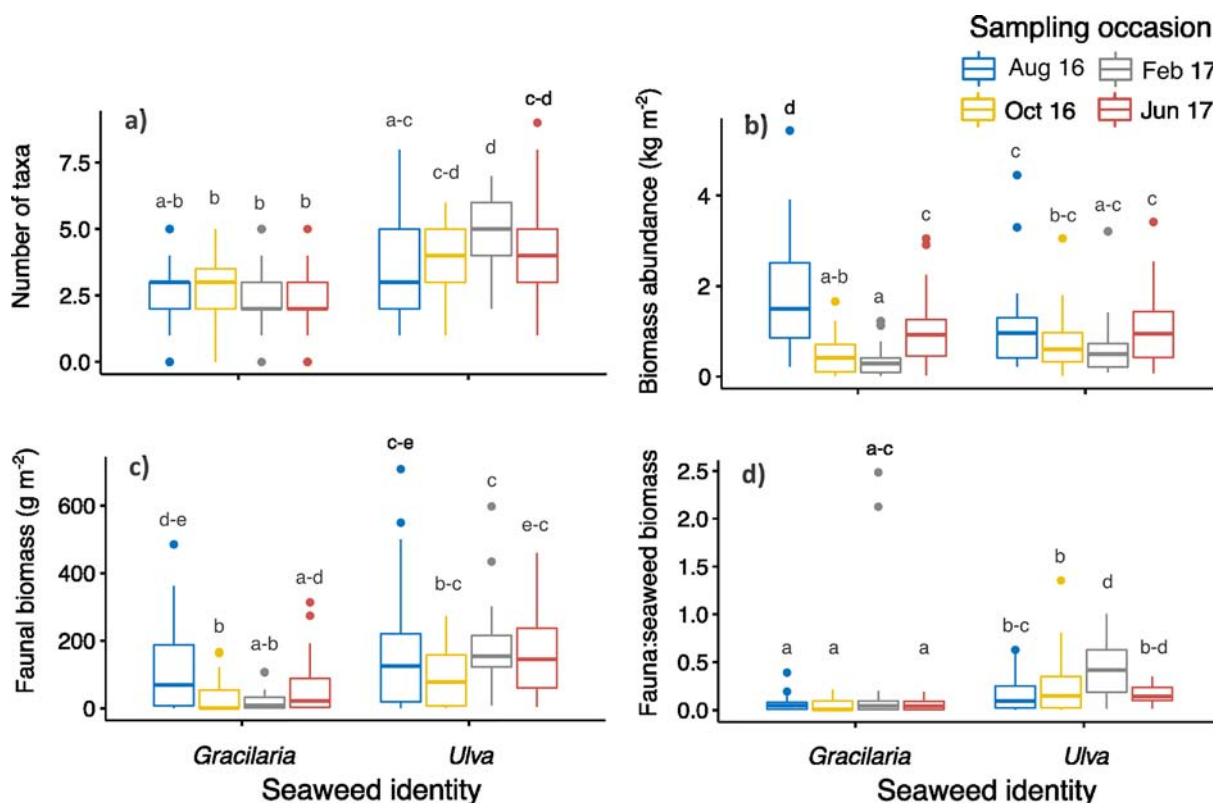 Sampling occasion
Aug 16 Feb 17
Oct 16 Jun 17
a)
Number of taxa
7.5
5.0
2.5
0.0
a-b b b b
a-c c-d d c-d
b)
Biomass abundance (kg m⁻²)
4
2
0
d a-b a c
c b-c a-c c
c)
Faunal biomass (g m⁻²)
600
400
200
0
d-e b a-b a-d
c-e b-c c e-c
Gracilaria Ulva
Seaweed identity
d)
Fauna:seaweed biomass
2.5
2.0
1.5
1.0
0.5
0.0
a a a-c a
b-c b d b-d
Gracilaria Ulva
Seaweed identity